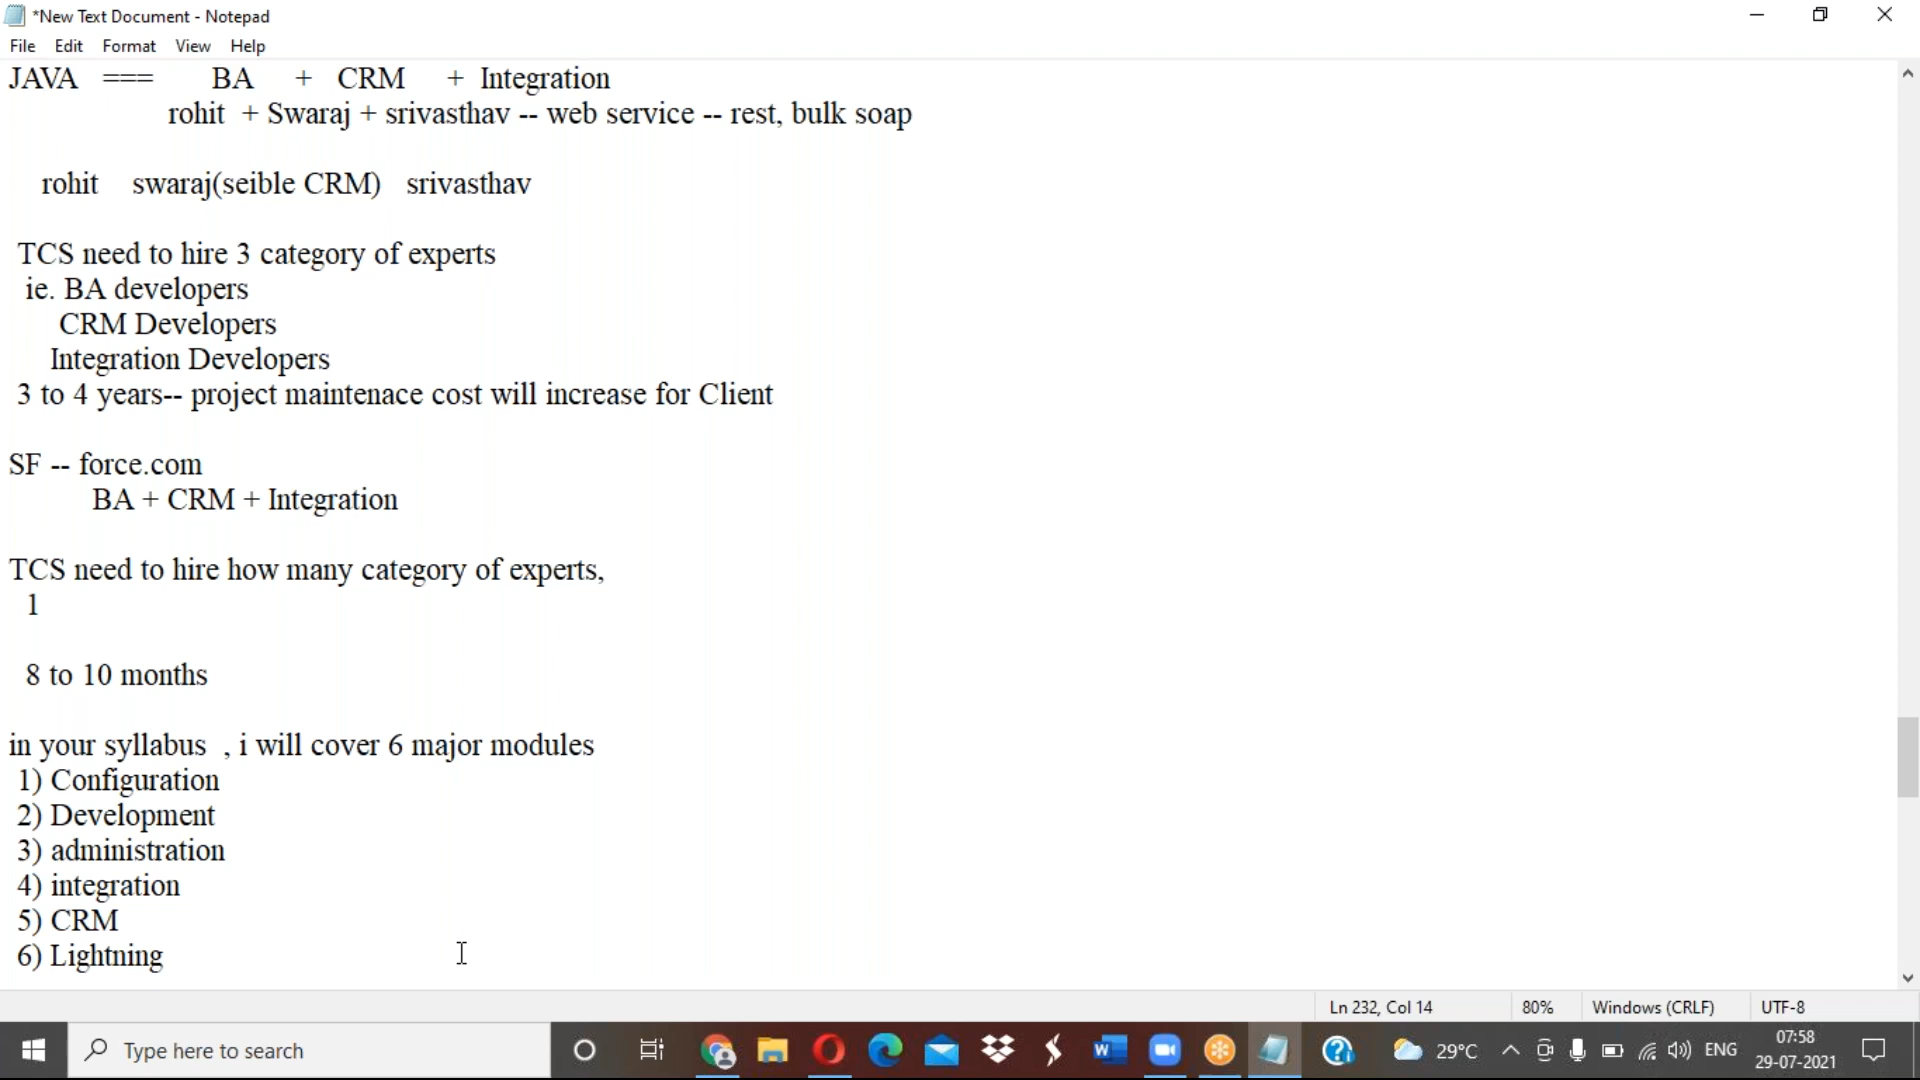 *New Text Document - Notepad
File Edit Format View Help
JAVA === BA + CRM + Integration
rohit + Swaraj + srivasthav -- web service -- rest, bulk soap
rohit swaraj(seible CRM) srivasthav
TCS need to hire 3 category of experts
ie. BA developers
CRM Developers
Integration Developers
3 to 4 years-- project maintenace cost will increase for Client
SF -- force.com
BA + CRM + Integration
TCS need to hire how many category of experts,
1
8 to 10 months
in your syllabus , i will cover 6 major modules
1) Configuration
2) Development
3) administration
4) integration
5) CRM
6) Lightning
Ln 232, Col 14 80% Windows (CRLF) UTF-8
Type here to search 29°C ENG 07:58
29-07-2021